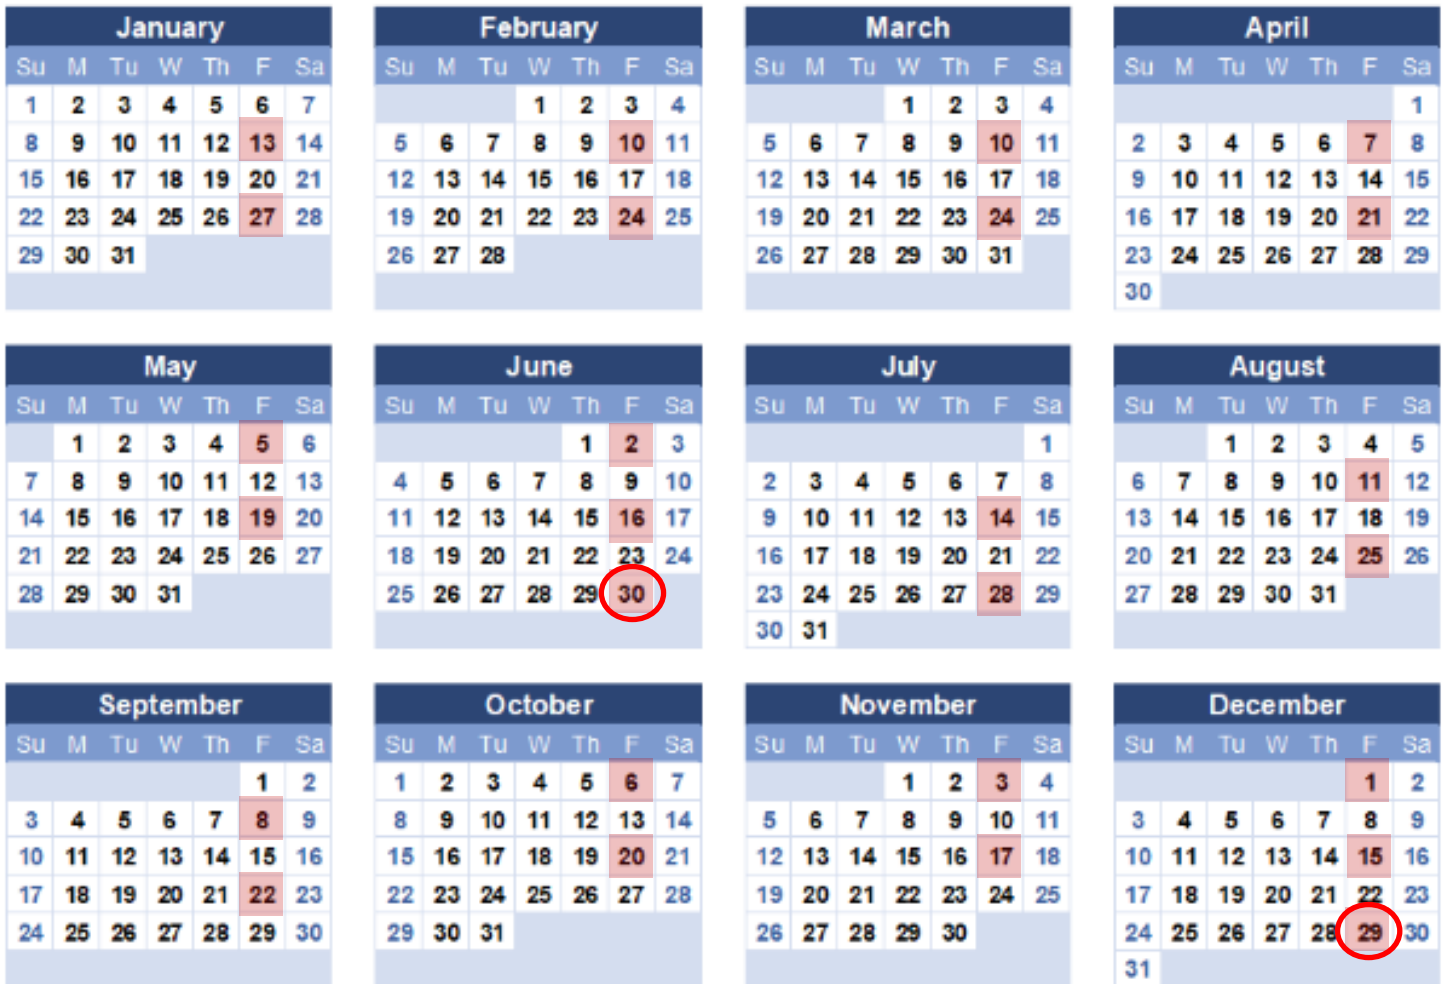 January
Su M Tu W Th F Sa
1 2 3 4 5 6 7
8 9 10 11 12 13 14
15 16 17 18 19 20 21
22 23 24 25 26 27 28
29 30 31
February
Su M Tu W Th F Sa
1 2 3 4
5 6 7 8 9 10 11
12 13 14 15 16 17 18
19 20 21 22 23 24 25
26 27 28
March
Su M Tu W Th F Sa
1 2 3 4
5 6 7 8 9 10 11
12 13 14 15 16 17 18
19 20 21 22 23 24 25
26 27 28 29 30 31
April
Su M Tu W Th F Sa
1
2 3 4 5 6 7 8
9 10 11 12 13 14 15
16 17 18 19 20 21 22
23 24 25 26 27 28 29
30
May
Su M Tu W Th F Sa
1 2 3 4 5 6
7 8 9 10 11 12 13
14 15 16 17 18 19 20
21 22 23 24 25 26 27
28 29 30 31
June
Su M Tu W Th F Sa
1 2 3
4 5 6 7 8 9 10
11 12 13 14 15 16 17
18 19 20 21 22 23 24
25 26 27 28 29 30
July
Su M Tu W Th F Sa
1
2 3 4 5 6 7 8
9 10 11 12 13 14 15
16 17 18 19 20 21 22
23 24 25 26 27 28 29
30 31
August
Su M Tu W Th F Sa
1 2 3 4 5
6 7 8 9 10 11 12
13 14 15 16 17 18 19
20 21 22 23 24 25 26
27 28 29 30 31
September
Su M Tu W Th F Sa
1 2
3 4 5 6 7 8 9
10 11 12 13 14 15 16
17 18 19 20 21 22 23
24 25 26 27 28 29 30
October
Su M Tu W Th F Sa
1 2 3 4 5 6 7
8 9 10 11 12 13 14
15 16 17 18 19 20 21
22 23 24 25 26 27 28
29 30 31
November
Su M Tu W Th F Sa
1 2 3 4
5 6 7 8 9 10 11
12 13 14 15 16 17 18
19 20 21 22 23 24 25
26 27 28 29 30
December
Su M Tu W Th F Sa
1 2
3 4 5 6 7 8 9
10 11 12 13 14 15 16
17 18 19 20 21 22 23
24 25 26 27 28 29 30
31